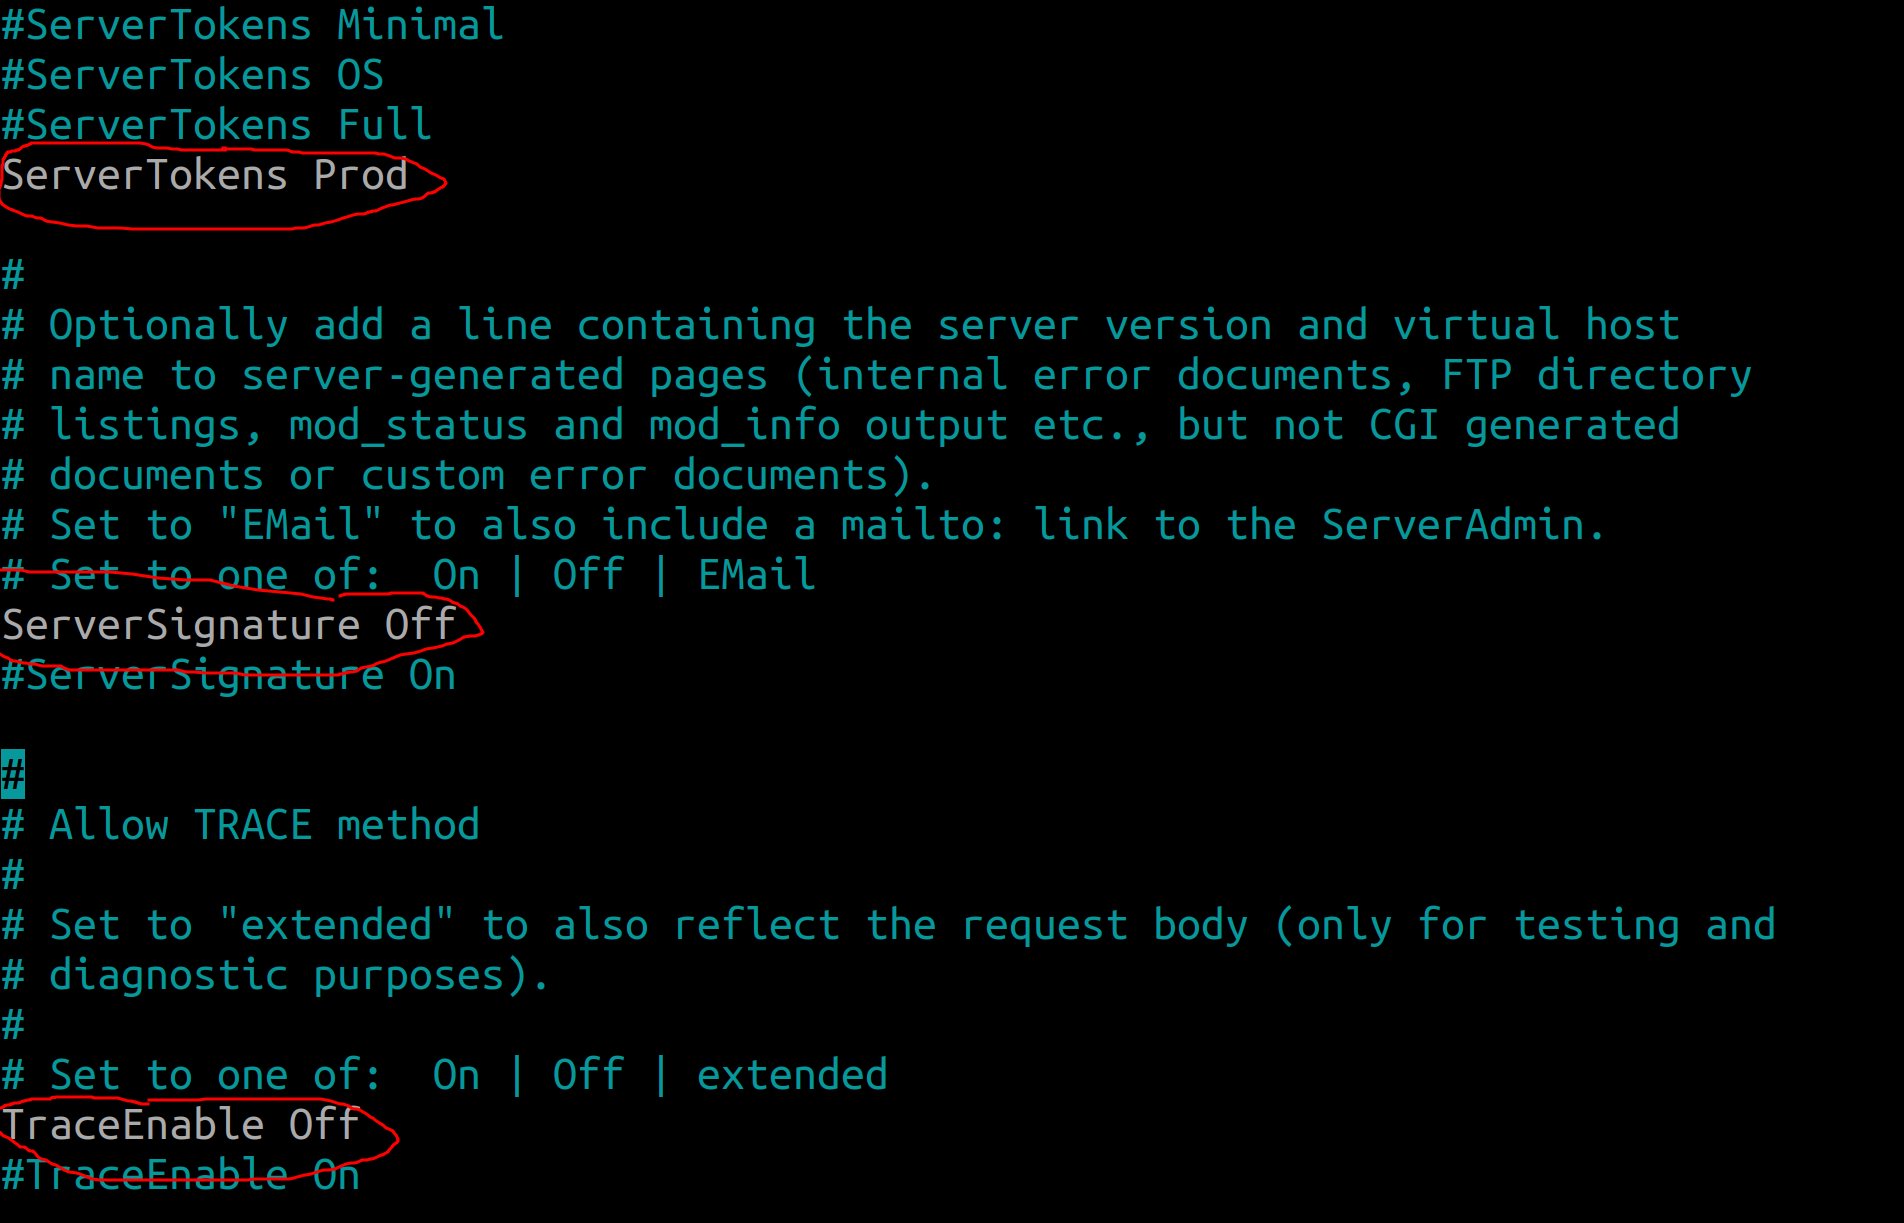 #ServerTokens Minimal
#ServerTokens OS
#ServerTokens Full
ServerTokens Prod
#
# Optionally add a line containing the server version and virtual host
# name to server-generated pages (internal error documents, FTP directory
# listings, mod_status and mod_info output etc., but not CGI generated
# documents or custom error documents).
# Set to "EMail" to also include a mailto: link to the ServerAdmin.
# Set to one of:  On | Off | EMail
ServerSignature Off
#ServerSignature On
#
# Allow TRACE method
#
# Set to "extended" to also reflect the request body (only for testing and
# diagnostic purposes).
#
# Set to one of:  On | Off | extended
TraceEnable Off
#TraceEnable On